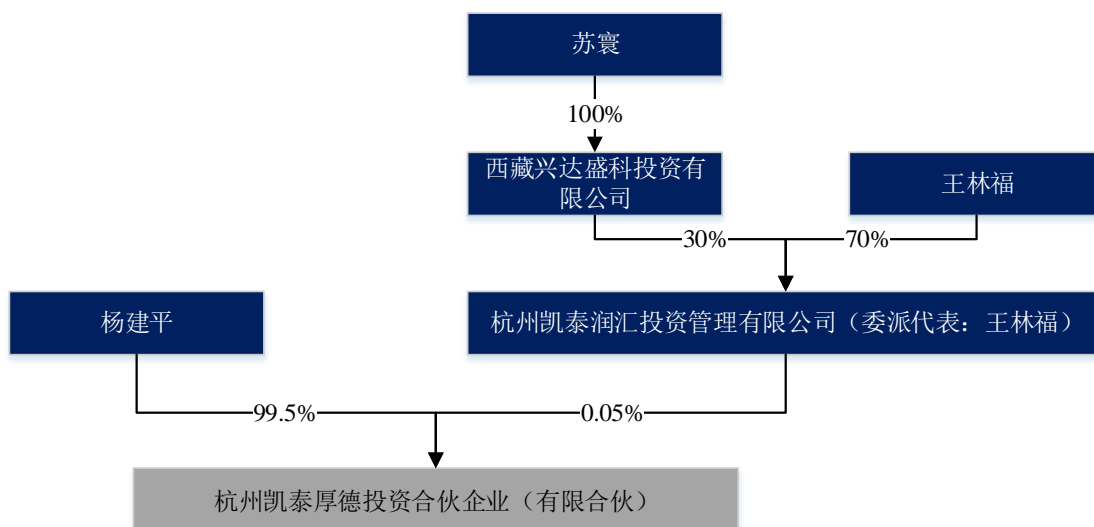 苏寰
100%
西藏兴达盛科投资有
限公司
王林福
30%
70%
杨建平
杭州凯泰润汇投资管理有限公司（委派代表：王林福）
99.5%
0.05%
杭州凯泰厚德投资合伙企业（有限合伙）